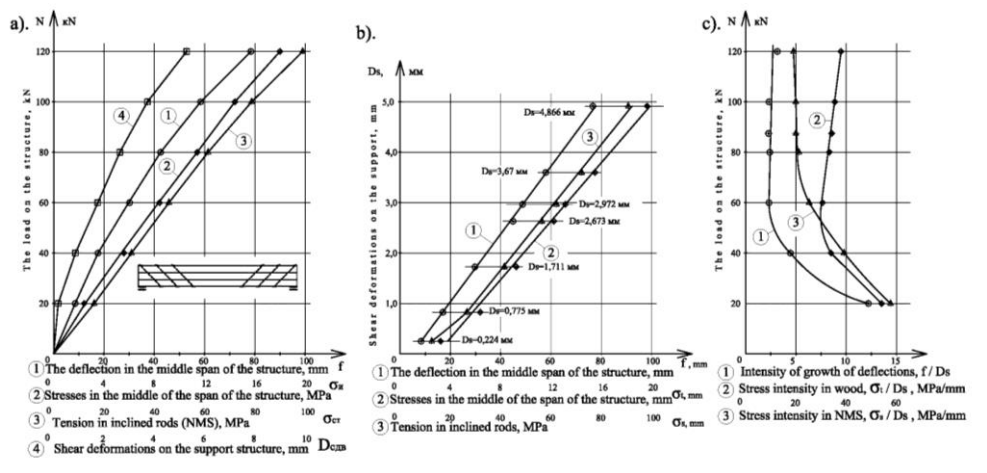 a).
N kN
The load on the structure, kN
120
100
80
60
40
20
0
4
1
2
3
20 40 60 80 100
1 The deflection in the middle span of the structure, mm f
0 4 8 12 16 20
2 Stresses in the middle of the span of the structure, MPa
0 20 40 60 80 100
3 Tension in inclined rods (NMS), MPa σст
0 2 4 6 8 10
4 Shear deformations on the support structure, mm Dсдв
b).
Ds, мм
Shear deformations on the support, mm
5,0
4,0
3,0
2,0
1,0
0
Ds=4,866 мм
3
Ds=3,67 мм
Ds=2,972 мм
Ds=2,673 мм
1
2
Ds=1,711 мм
Ds=0,775 мм
Ds=0,224 мм
20 40 60 80 100
1 The deflection in the middle span of the structure, mm f, mm
0 4 8 12 16 20
2 Stresses in the middle of the span of the structure, mm
0 20 40 60 80 100
3 Tension in inclined rods, MPa σs, mm
c).
N kN
The load on the structure, kN
120
100
80
60
40
20
0
2
3
1
5 10 15
1 Intensity of growth of deflections, f / Ds
0 5 10 15
2 Stress intensity in wood, σt / Ds , MPa/mm
0 20 40 60
3 Stress intensity in NMS, σs / Ds , MPa/mm